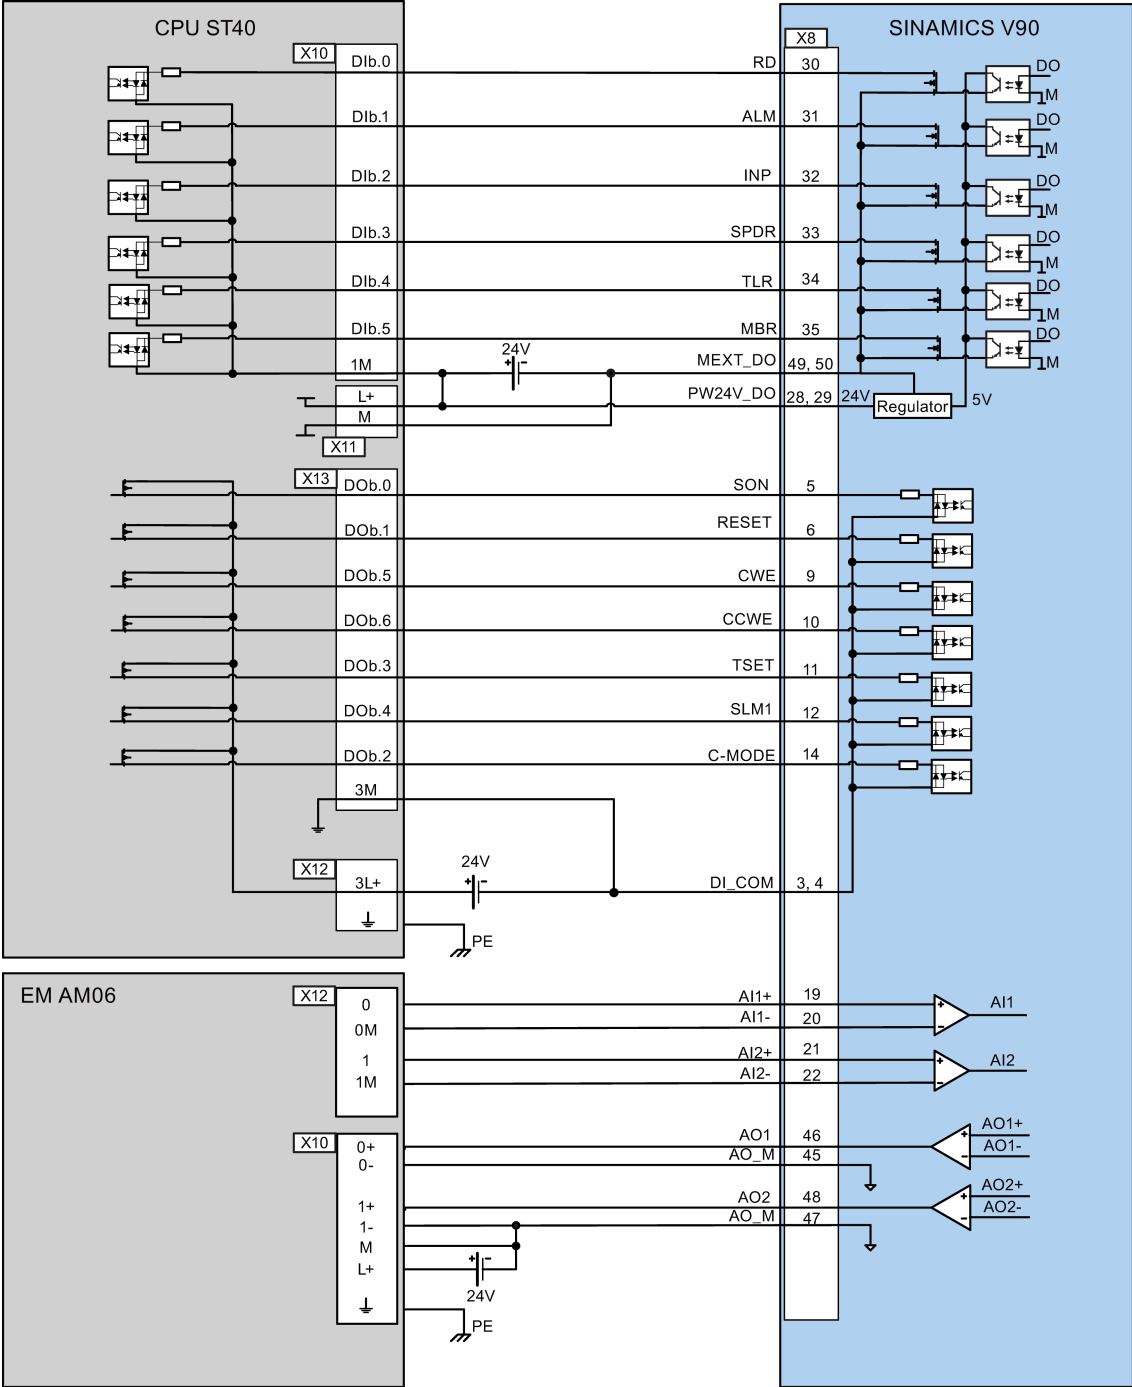 CPU ST40
SINAMICS V90
X10
X8
DIb.0
RD
30
DO
M
DIb.1
ALM
31
DO
M
DIb.2
INP
32
DO
M
DIb.3
SPDR
33
DO
M
DIb.4
TLR
34
DO
M
DIb.5
MBR
35
DO
M
1M
24V
MEXT_DO
49, 50
L+
PW24V_DO
28, 29
24V
Regulator
5V
M
X11
X13
DOb.0
SON
5
DOb.1
RESET
6
DOb.5
CWE
9
DOb.6
CCWE
10
DOb.3
TSET
11
DOb.4
SLM1
12
DOb.2
C-MODE
14
3M
X12
24V
3L+
DI_COM
3, 4
PE
EM AM06
X12
0
AI1+
19
AI1
0M
AI1-
20
1
AI2+
21
AI2
1M
AI2-
22
X10
0+
AO1
46
AO1+
0-
AO_M
45
AO1-
1+
AO2
48
AO2+
1-
AO_M
47
AO2-
M
L+
24V
PE